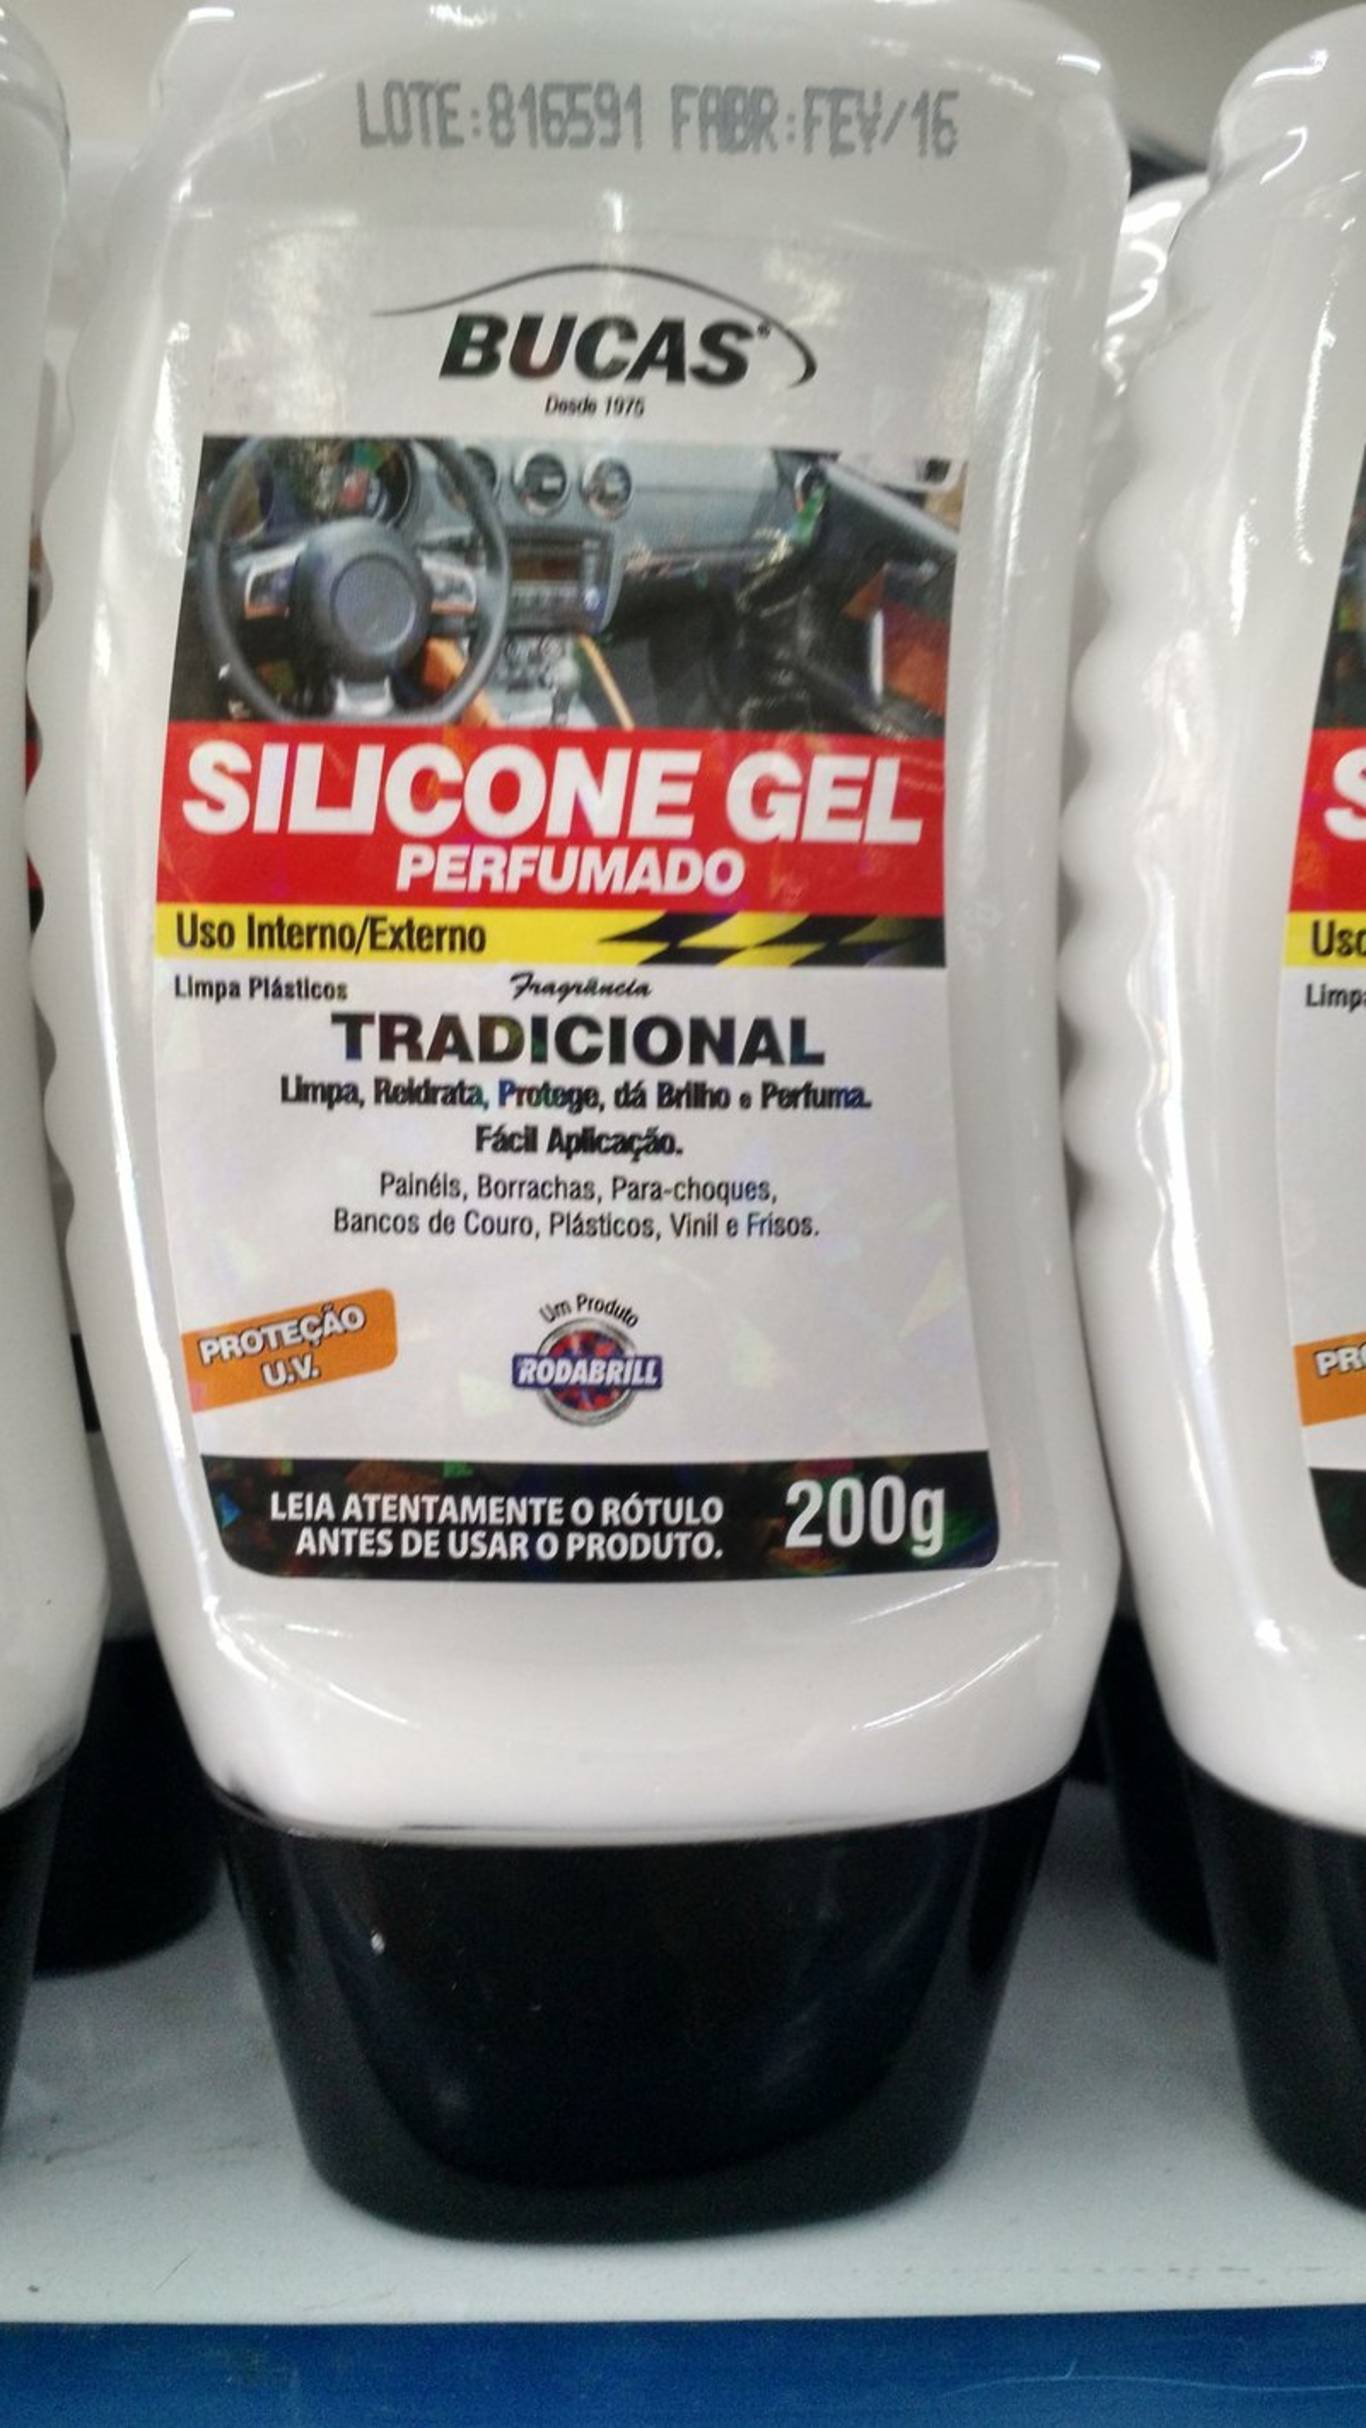 LOTE:816591 FABR:FEV/16
BUCAS®
Desde 1975
SILICONE GEL
PERFUMADO
Uso Interno/Externo
Limpa Plásticos
Fragrância
TRADICIONAL
Limpa, Reidrata, Protege, dá Brilho e Perfuma.
Fácil Aplicação.
Painéis, Borrachas, Para-choques,
Bancos de Couro, Plásticos, Vinil e Frisos.
PROTEÇÃO
U.V.
Um Produto
RODABRILL
LEIA ATENTAMENTE O RÓTULO
ANTES DE USAR O PRODUTO.
200g